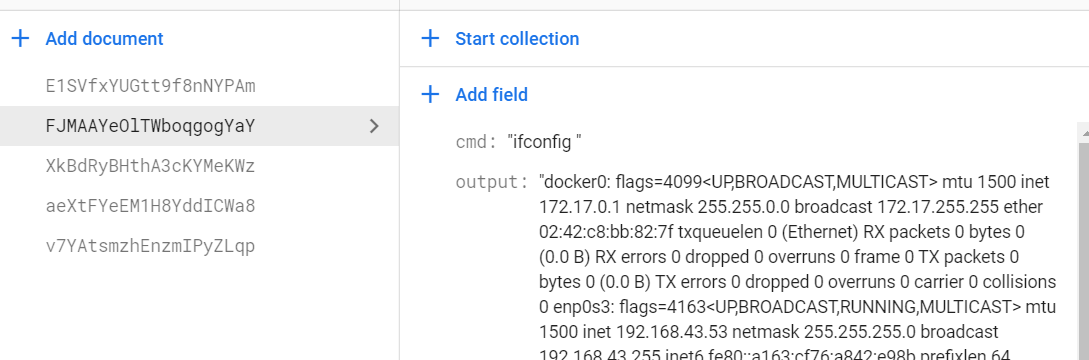 Add document
E1SVfxYUGtt9f8nNYPAm
FJMAAYeOlTWboqgogYaY
XkBdRyBHthA3cKYMeKWz
aeXtFYeEM1H8YddICWa8
v7YAtsmzhEnzmIPyZLqp
Start collection
Add field
cmd: "ifconfig "
output: "docker0: flags=4099<UP,BROADCAST,MULTICAST> mtu 1500 inet
172.17.0.1 netmask 255.255.0.0 broadcast 172.17.255.255 ether
02:42:c8:bb:82:7f txqueuelen 0 (Ethernet) RX packets 0 bytes 0
(0.0 B) RX errors 0 dropped 0 overruns 0 frame 0 TX packets 0
bytes 0 (0.0 B) TX errors 0 dropped 0 overruns 0 carrier 0 collisions
0 enp0s3: flags=4163<UP,BROADCAST,RUNNING,MULTICAST> mtu
1500 inet 192.168.43.53 netmask 255.255.255.0 broadcast
192.168.43.255 inet6 fe80::a163:cf76:a842:e98b prefixlen 64